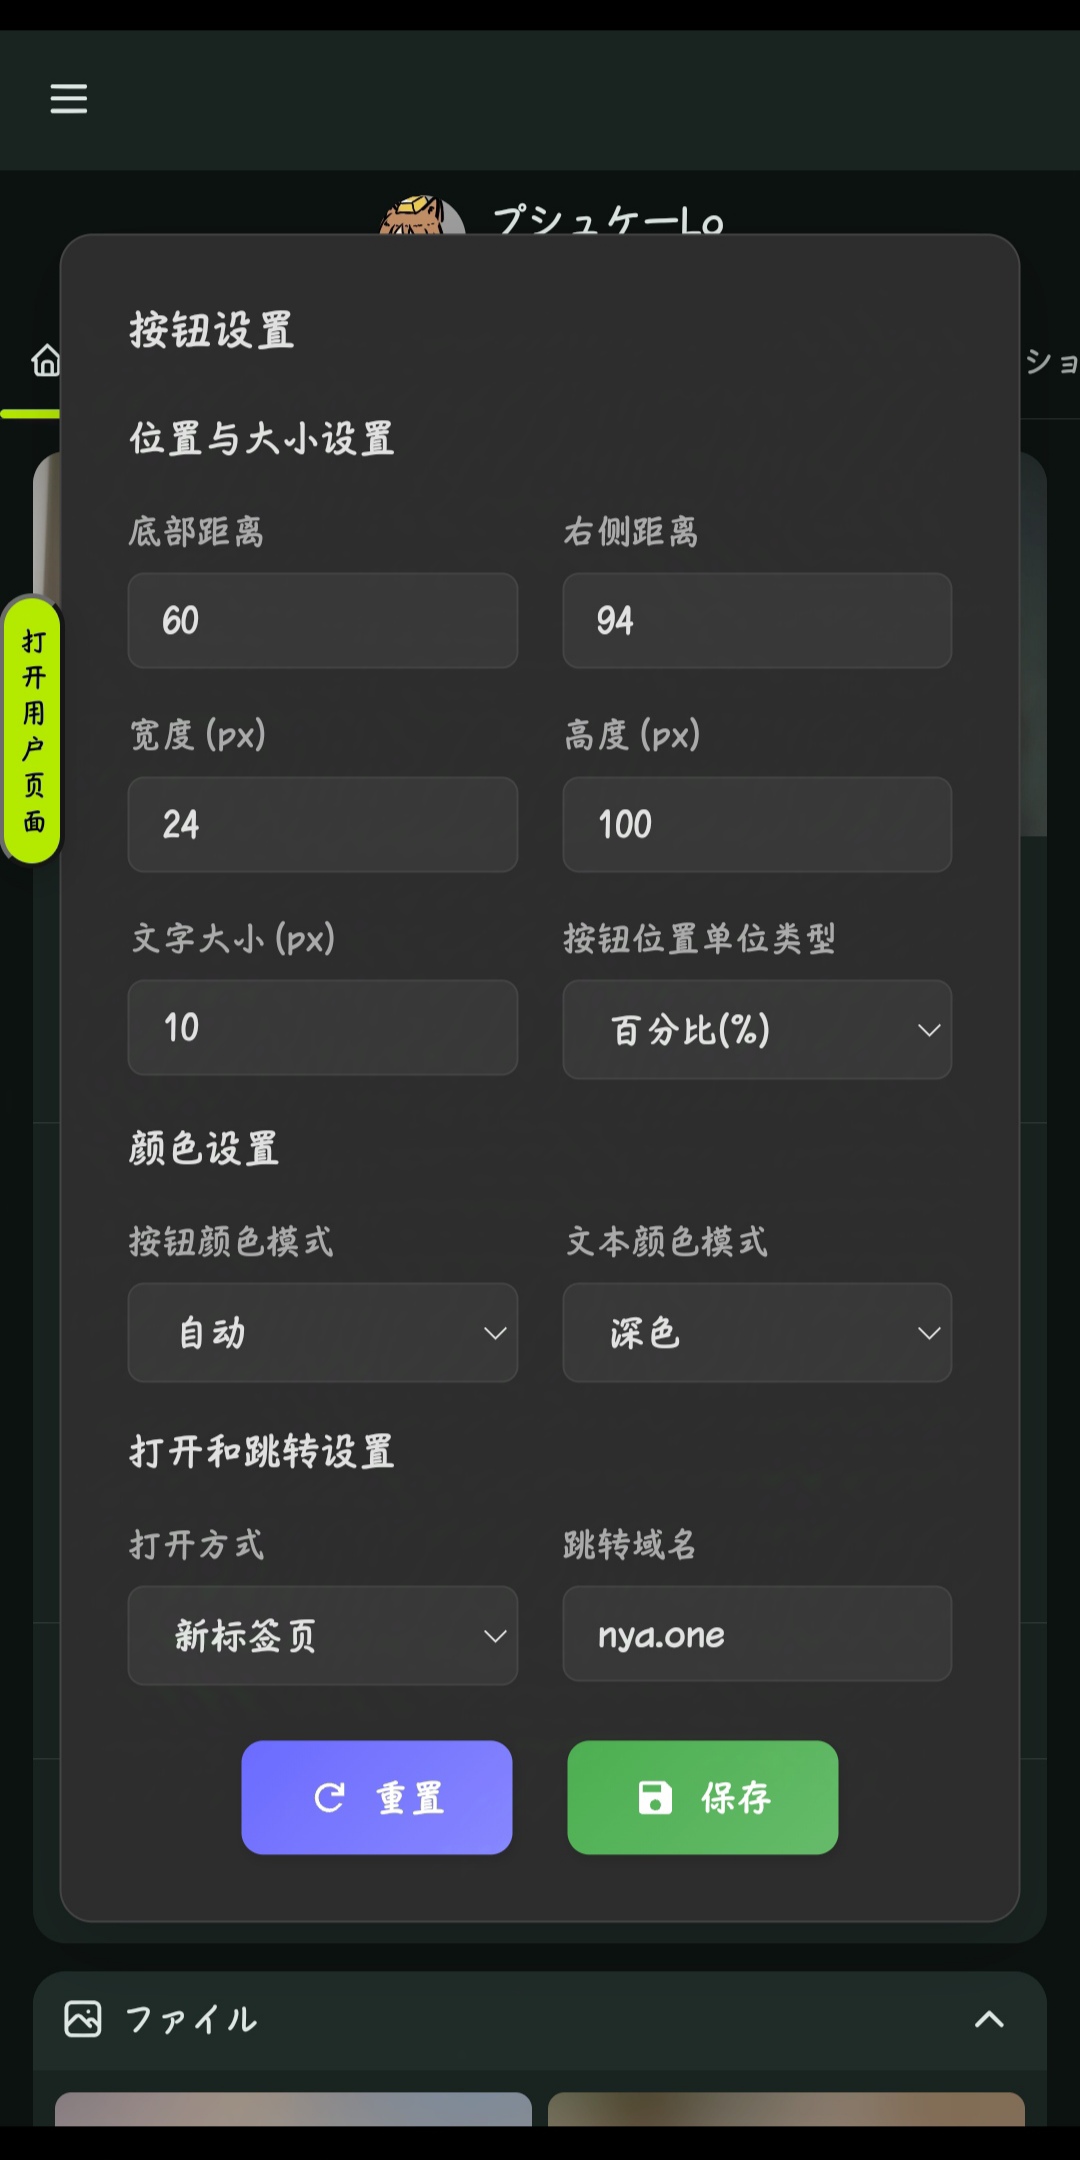 プシュケーLo
按钮设置
ショ
位置与大小设置
底部距离
右侧距离
60
94
打开用户页面
宽度 (px)
高度 (px)
24
100
文字大小 (px)
按钮位置单位类型
10
百分比(%)
颜色设置
按钮颜色模式
文本颜色模式
自动
深色
打开和跳转设置
打开方式
跳转域名
新标签页
nya.one
重置
保存
ファイル